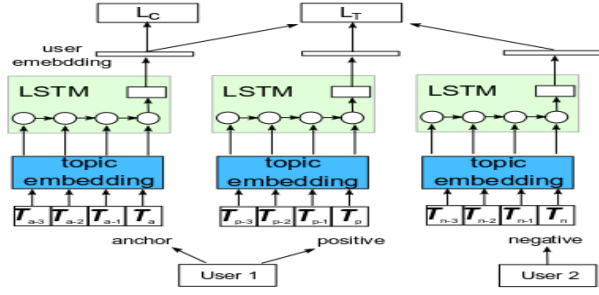 L_C L_T
user
emebdding
LSTM LSTM LSTM
topic topic topic
embedding embedding embedding
T_a-3 T_a-2 T_a-1 T_a T_p-3 T_p-2 T_p-1 T_p T_n-3 T_n-2 T_n-1 T_n
anchor positive negative
User 1 User 2